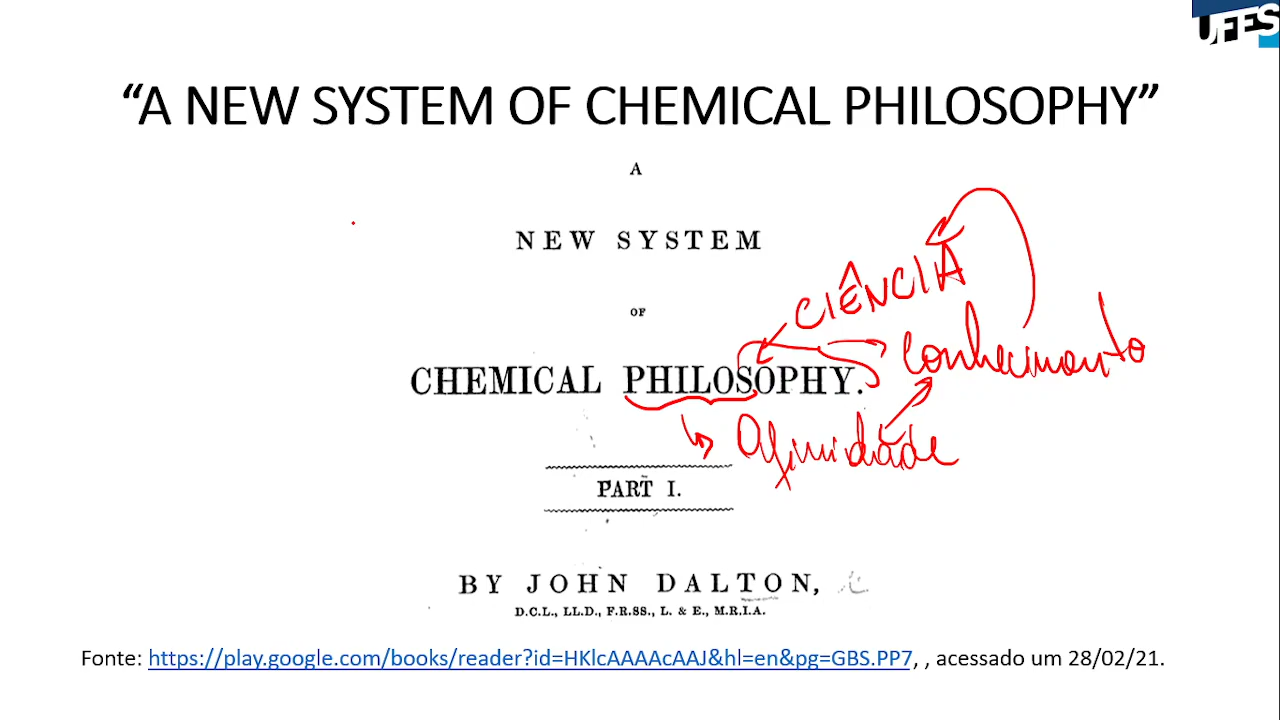 UFES
“A NEW SYSTEM OF CHEMICAL PHILOSOPHY”
A
NEW SYSTEM
OF
CIÊNCIA
CHEMICAL PHILOSOPHY.
conhecimento
Afinidade
PART I.
BY JOHN DALTON,
D.C.L., LL.D., F.R.SS., L. & E., M.R.I.A.
Fonte: https://play.google.com/books/reader?id=HKlcAAAAcAAJ&hl=en&pg=GBS.PP7, , acessado um 28/02/21.